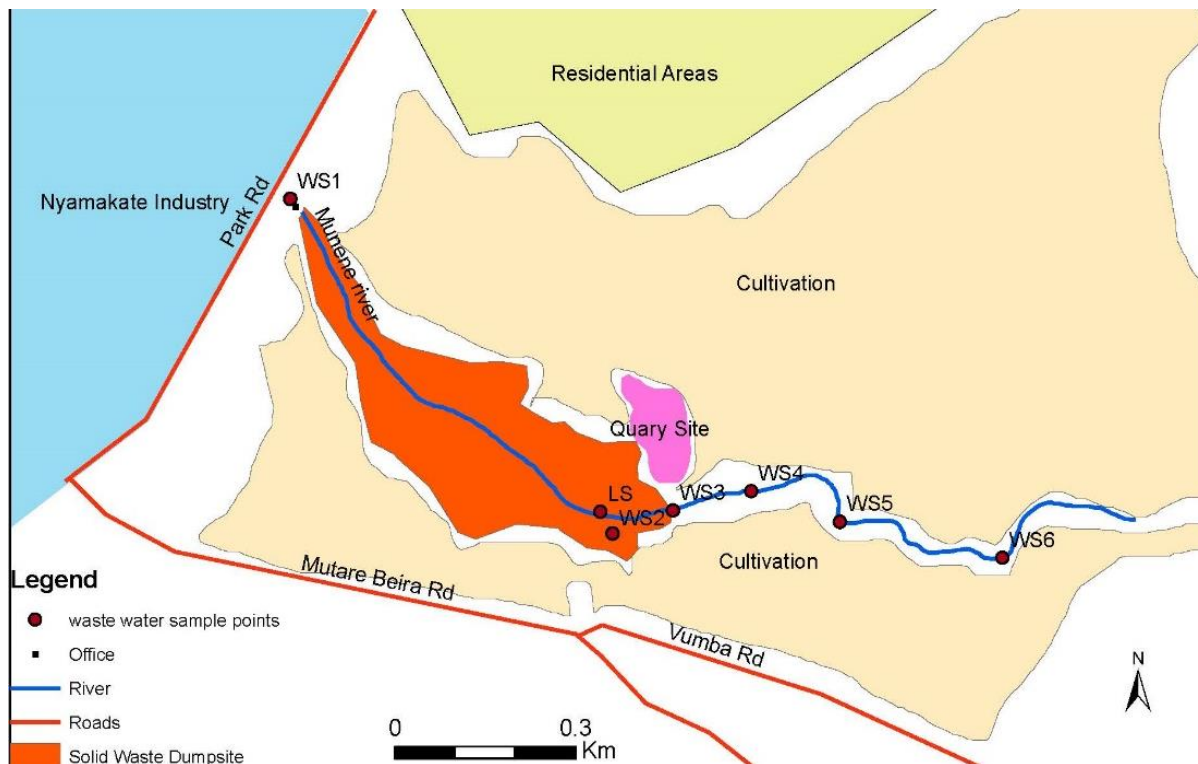 Residential Areas
WS1
Nyamakate Industry
Park Rd
Munene river
Cultivation
Quary Site
WS4
LS
WS3
WS5
WS2
WS6
Cultivation
Mutare Beira Rd
Vumba Rd
Legend
waste water sample points
Office
River
Roads
Solid Waste Dumpsite
0
0.3
Km
N